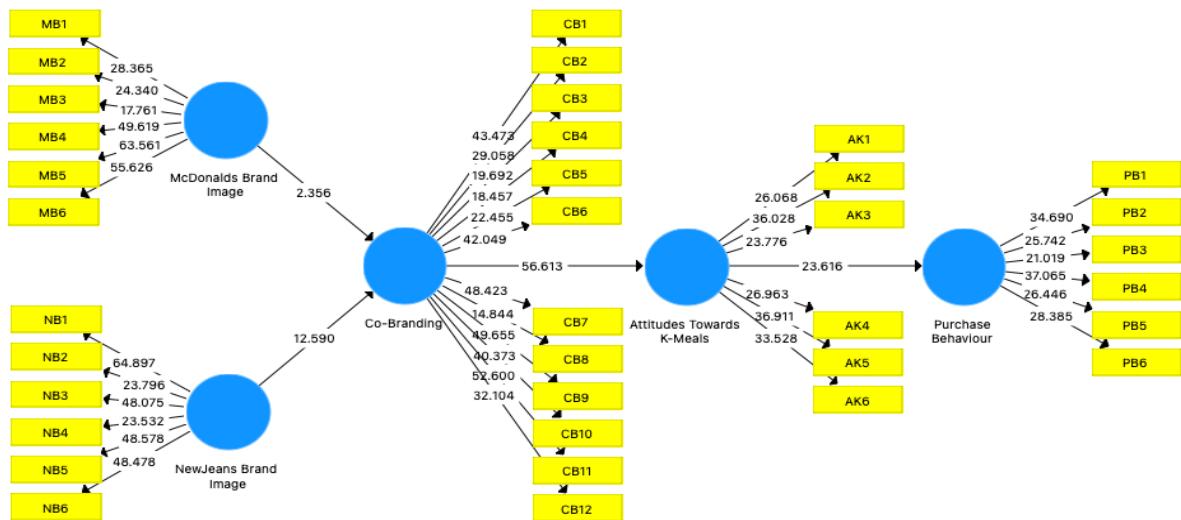 MB1
MB2
MB3
MB4
MB5
MB6
28.365
24.340
17.761
49.619
63.561
55.626
McDonalds Brand
Image
2.356
NB1
NB2
NB3
NB4
NB5
NB6
64.897
23.796
48.075
23.532
48.578
48.478
NewJeans Brand
Image
12.590
CB1
CB2
CB3
CB4
CB5
CB6
43.473
29.058
19.692
18.457
22.455
42.049
Co-Branding
56.613
48.423
14.844
49.655
40.373
52.600
32.104
CB7
CB8
CB9
CB10
CB11
CB12
AK1
AK2
AK3
26.068
36.028
23.776
Attitudes Towards
K-Meals
23.616
26.963
36.911
33.528
AK4
AK5
AK6
PB1
PB2
PB3
PB4
PB5
PB6
34.690
25.742
21.019
37.065
26.446
28.385
Purchase
Behaviour